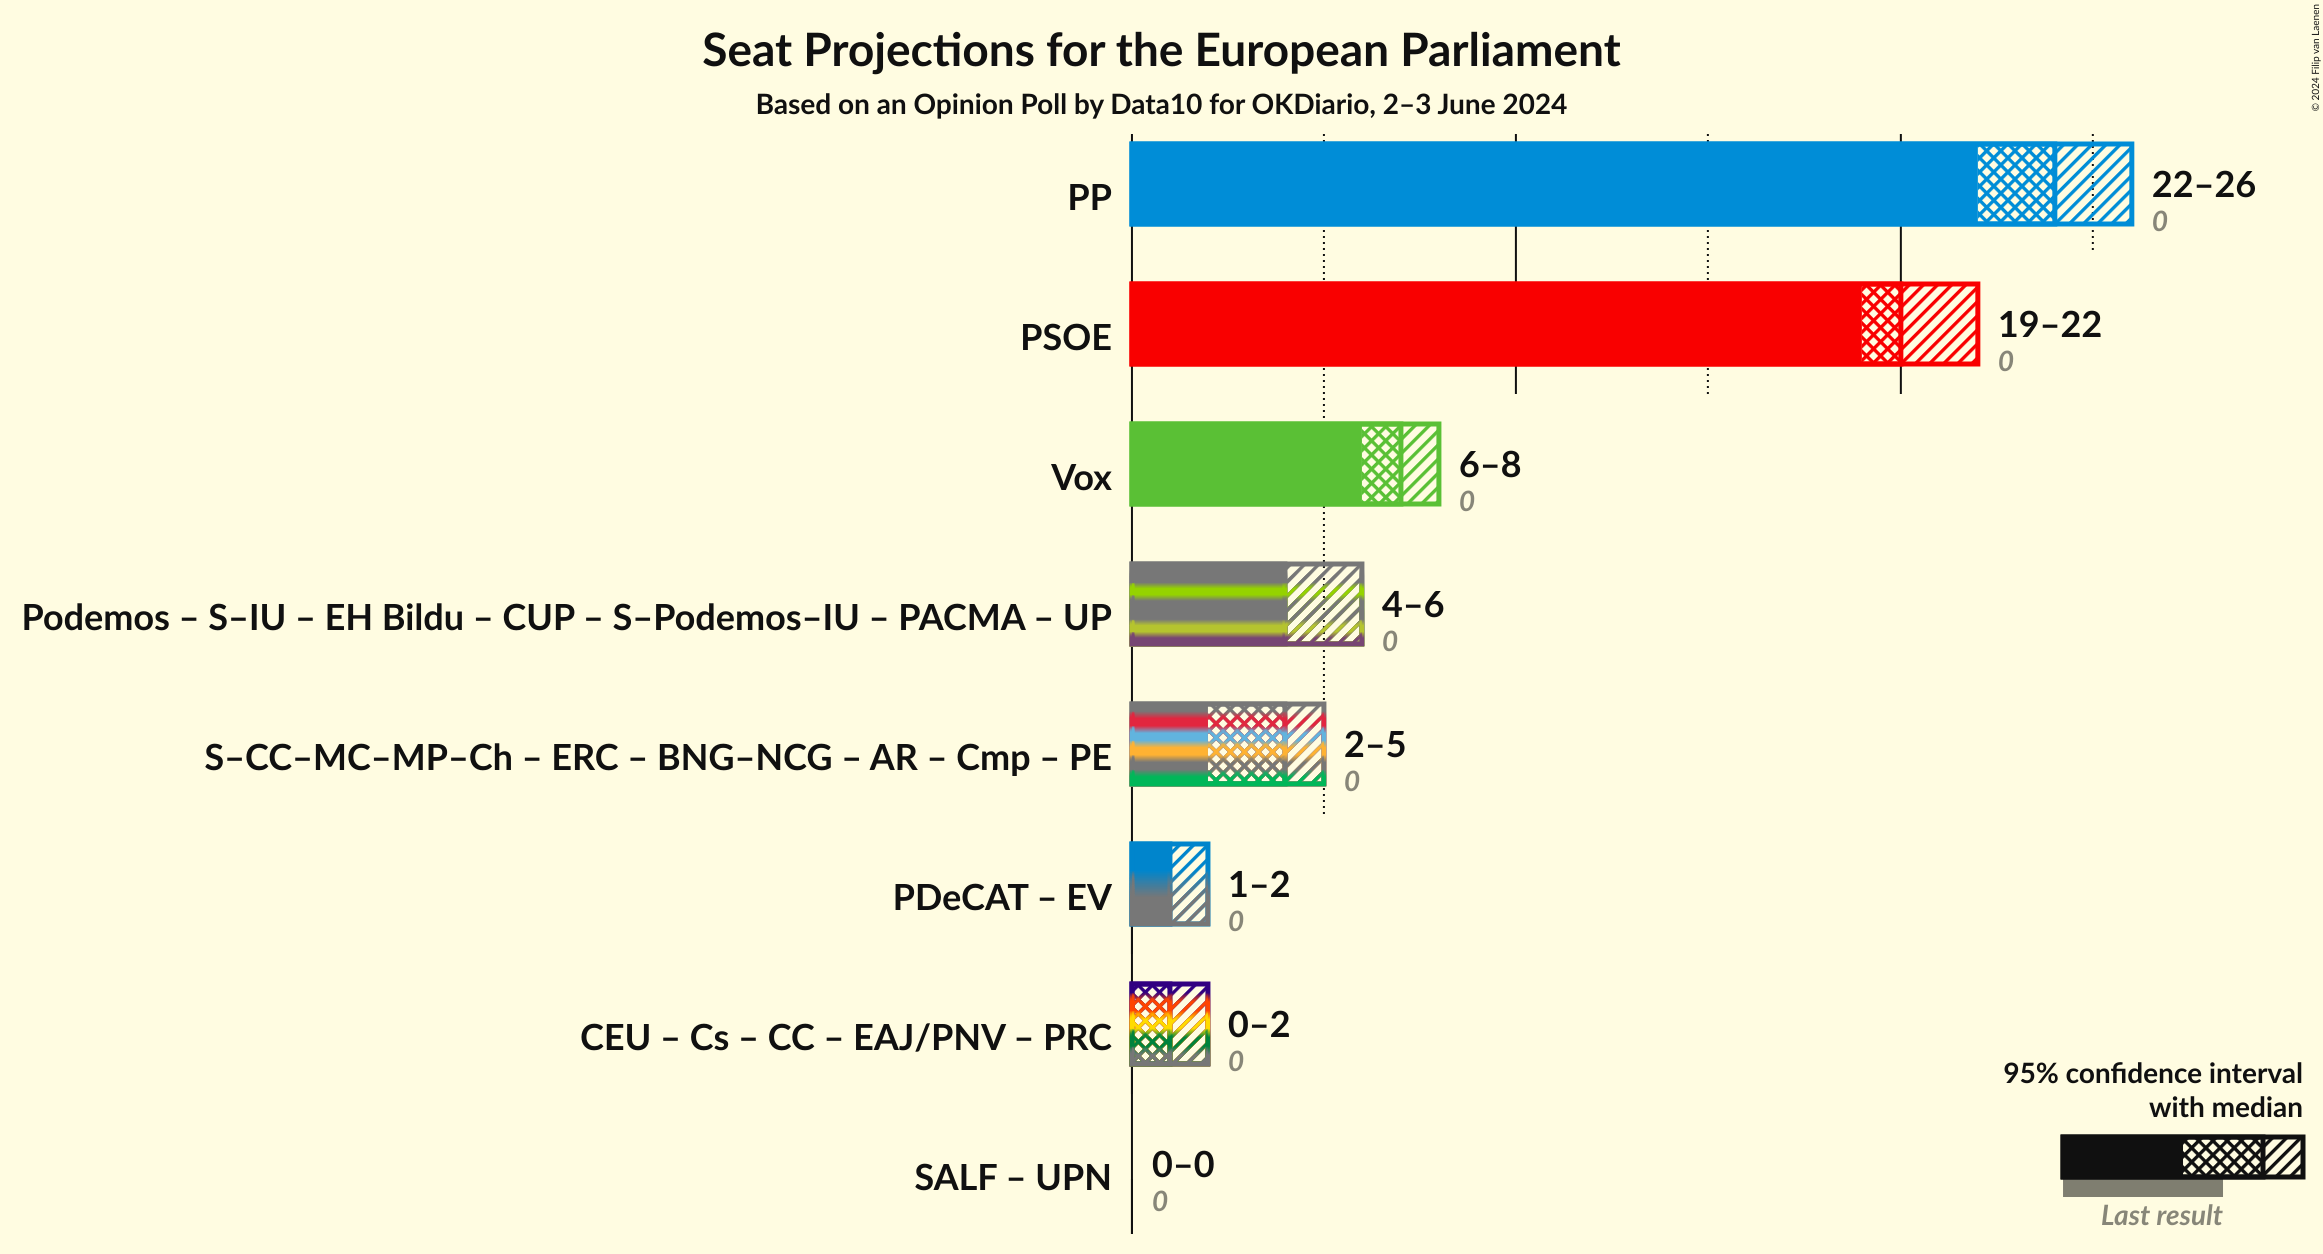 Seat Projections for the European Parliament
Based on an Opinion Poll by Data10 for OKDiario, 2–3 June 2024
© 2024 Filip van Laenen
PP
22–26
0
PSOE
19–22
0
Vox
6–8
0
Podemos – S–IU – EH Bildu – CUP – S–Podemos–IU – PACMA – UP
4–6
0
S–CC–MC–MP–Ch – ERC – BNG–NCG – AR – Cmp – PE
2–5
0
PDeCAT – EV
1–2
0
CEU – Cs – CC – EAJ/PNV – PRC
0–2
0
SALF – UPN
0–0
0
95% confidence interval
with median
Last result